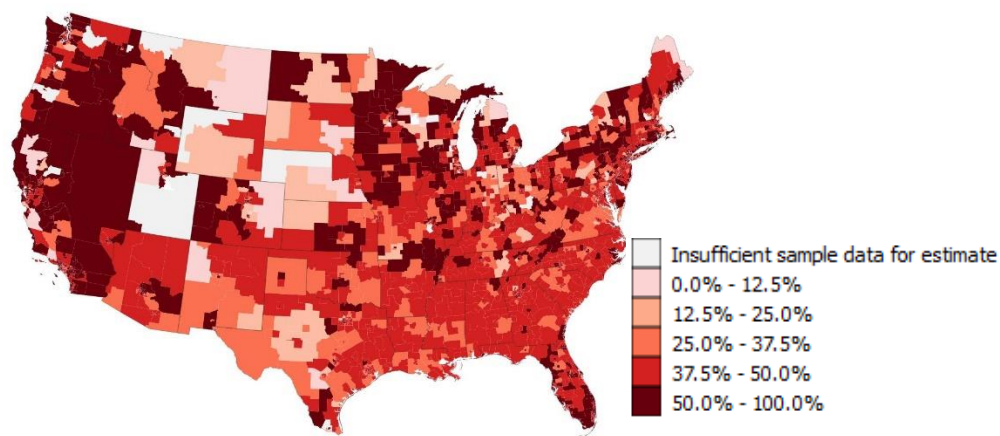 Insufficient sample data for estimate
0.0% - 12.5%
12.5% - 25.0%
25.0% - 37.5%
37.5% - 50.0%
50.0% - 100.0%